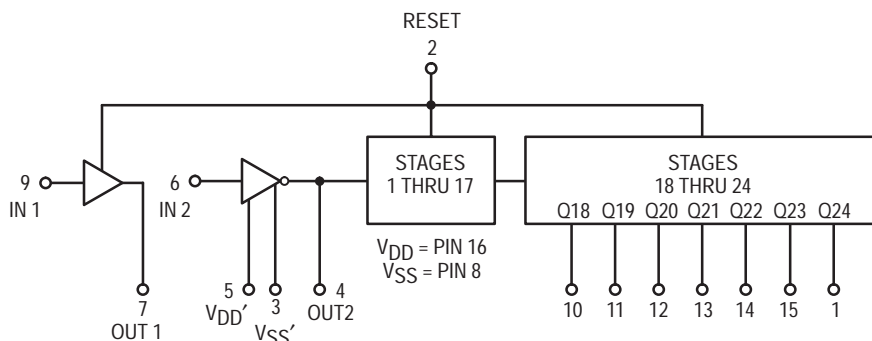 RESET
2
9
IN 1
6
IN 2
STAGES
1 THRU 17
STAGES
18 THRU 24
Q18 Q19 Q20 Q21 Q22 Q23 Q24
VDD = PIN 16
VSS = PIN 8
7
OUT 1
5
VDD′
3
VSS′
4
OUT2
10 11 12 13 14 15 1